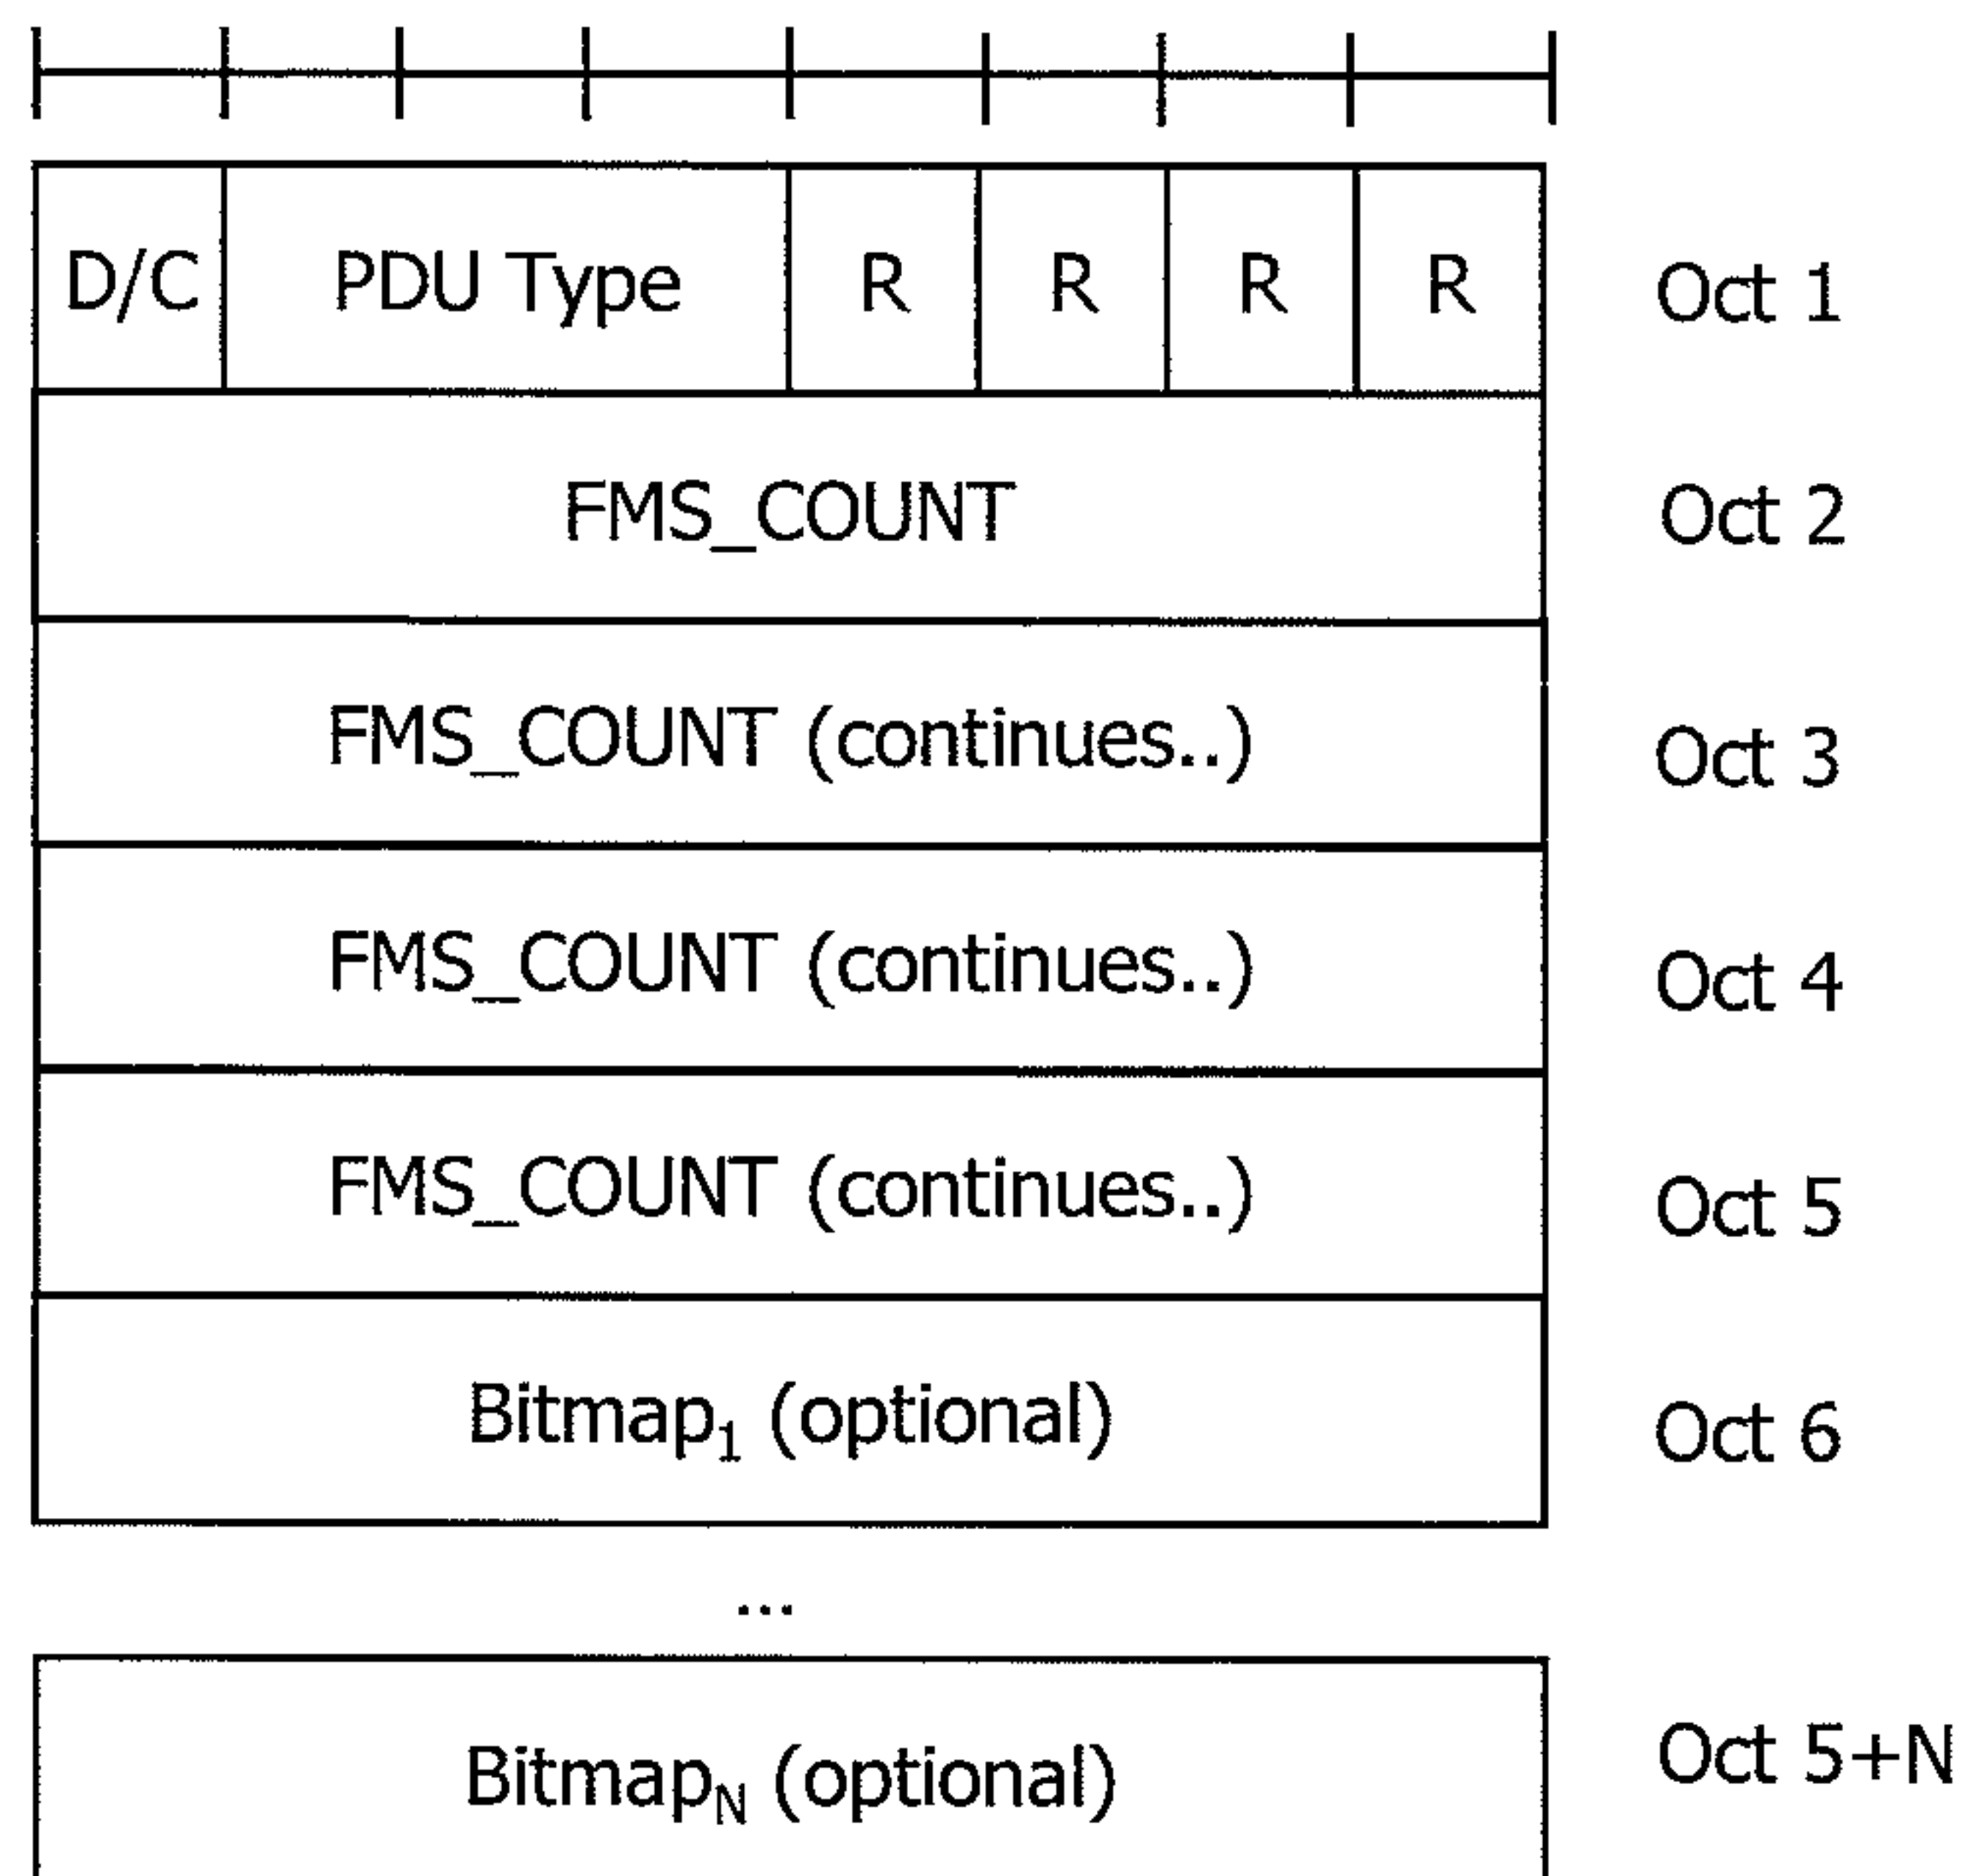 D/C PDU Type R R R R Oct 1
FMS_COUNT Oct 2
FMS_COUNT (continues..) Oct 3
FMS_COUNT (continues..) Oct 4
FMS_COUNT (continues..) Oct 5
Bitmap₁ (optional) Oct 6
...
Bitmap_N (optional) Oct 5+N